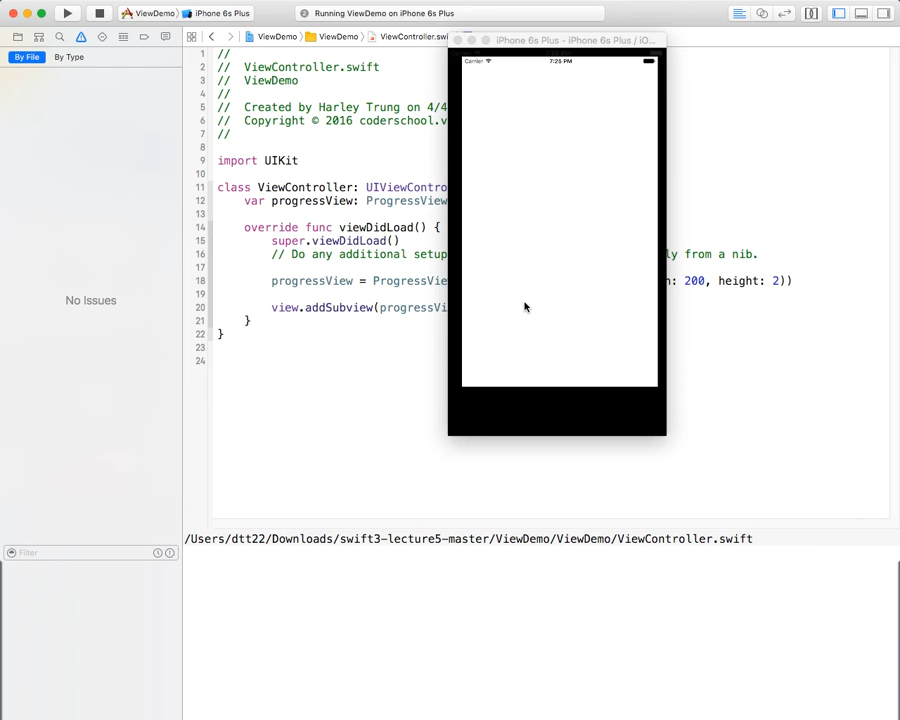 ViewDemo iPhone 6s Plus Running ViewDemo on iPhone 6s Plus 2
ViewDemo ViewDemo ViewController.swi
By File By Type
iPhone 6s Plus - iPhone 6s Plus / iO...
Carrier 7:25 PM
1 //
2 // ViewController.swift
3 // ViewDemo
4 //
5 // Created by Harley Trung on 4/4
6 // Copyright © 2016 coderschool.v
7 //
8
9 import UIKit
10
11 class ViewController: UIViewContro
12 var progressView: ProgressView
13
14 override func viewDidLoad() {
15 super.viewDidLoad()
16 // Do any additional setup ly from a nib.
17
18 progressView = ProgressVie : 200, height: 2))
19
20 view.addSubview(progressVi
21 }
22 }
23
24
No Issues
/Users/dtt22/Downloads/swift3-lecture5-master/ViewDemo/ViewDemo/ViewController.swift
Filter